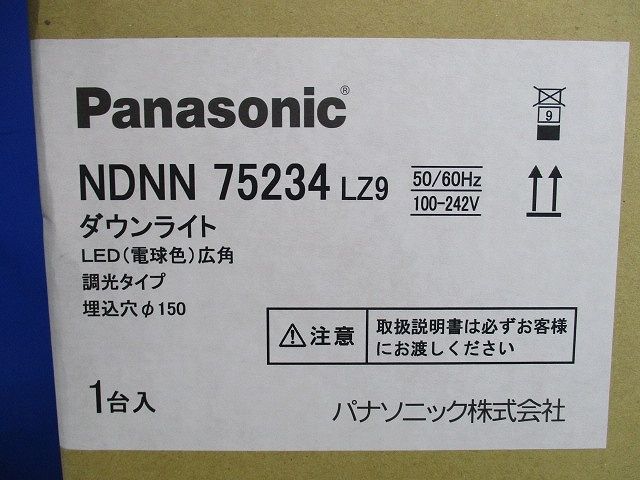 Panasonic®
9
NDNN 75234 LZ9
50/60Hz
100-242V
ダウンライト
LED(電球色)広角
調光タイプ
埋込穴φ150
注意
取扱説明書は必ずお客様
にお渡しください
1台入
パナソニック株式会社